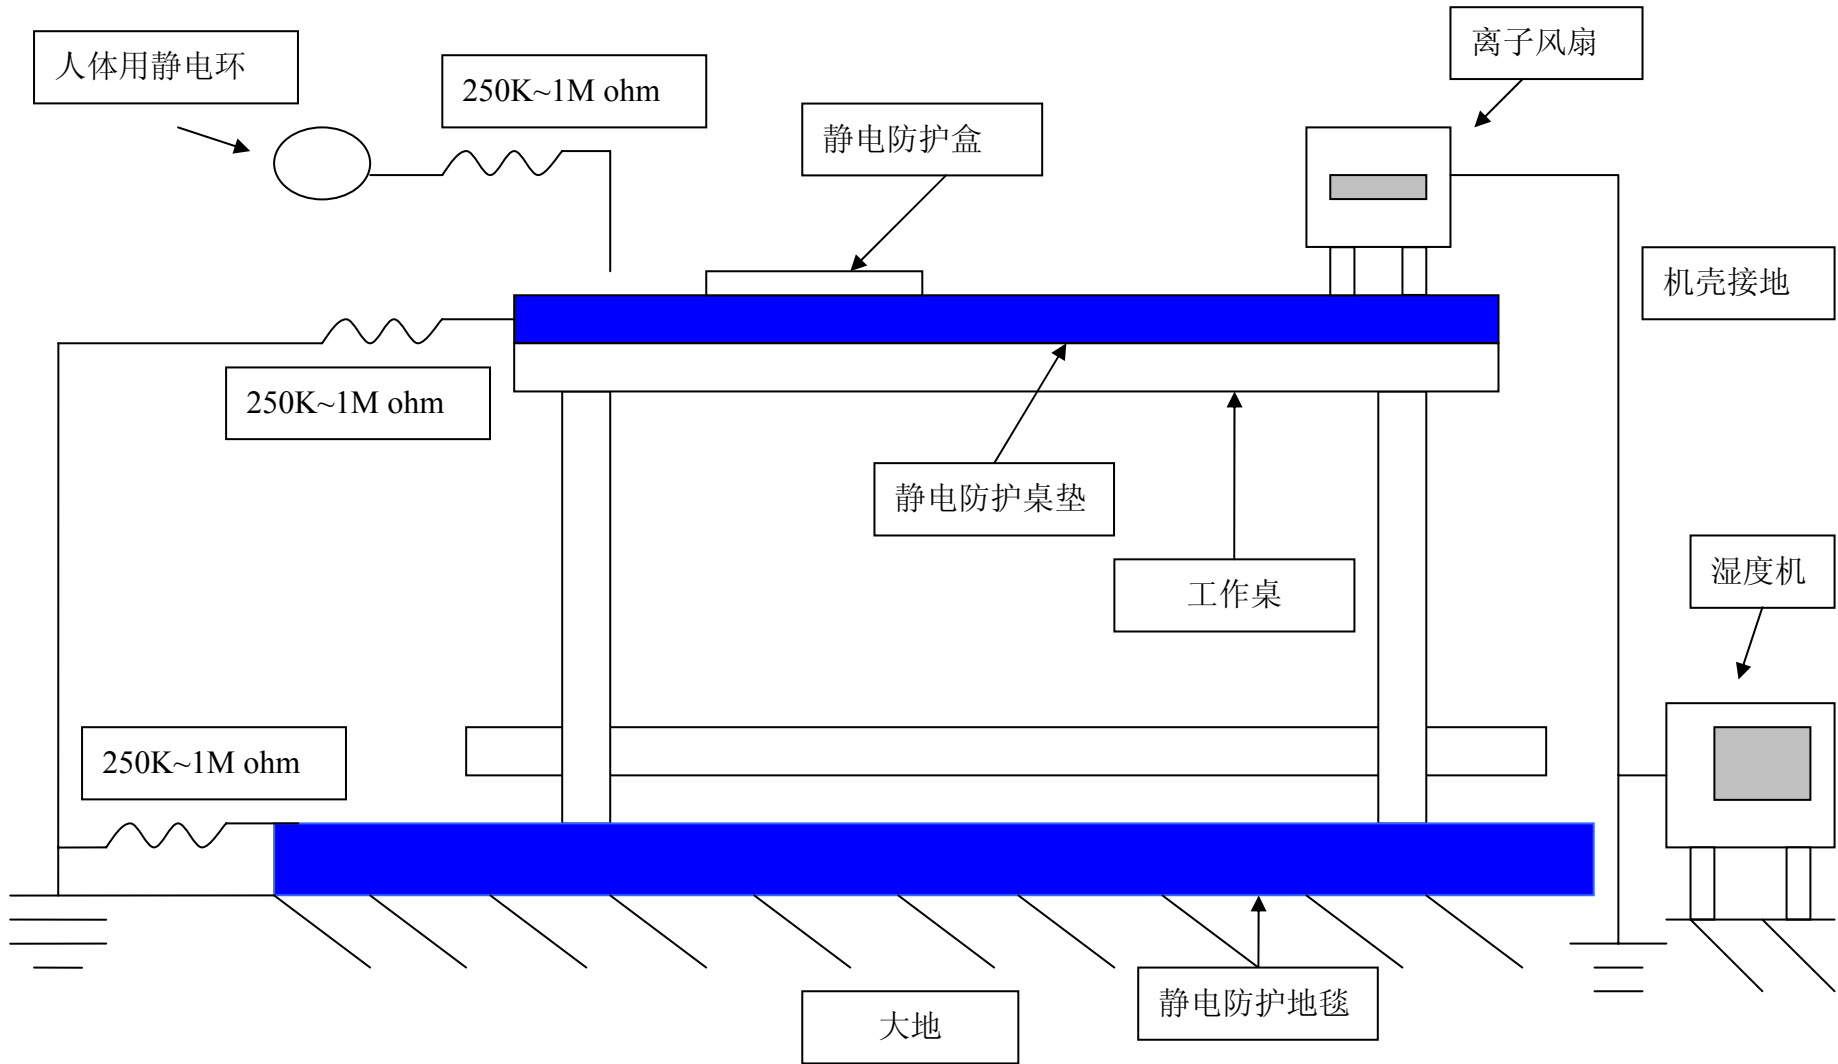 离子风扇
人体用静电环
250K~1M ohm
静电防护盒
机壳接地
250K~1M ohm
静电防护桌垫
湿度机
工作桌
250K~1M ohm
静电防护地毯
大地